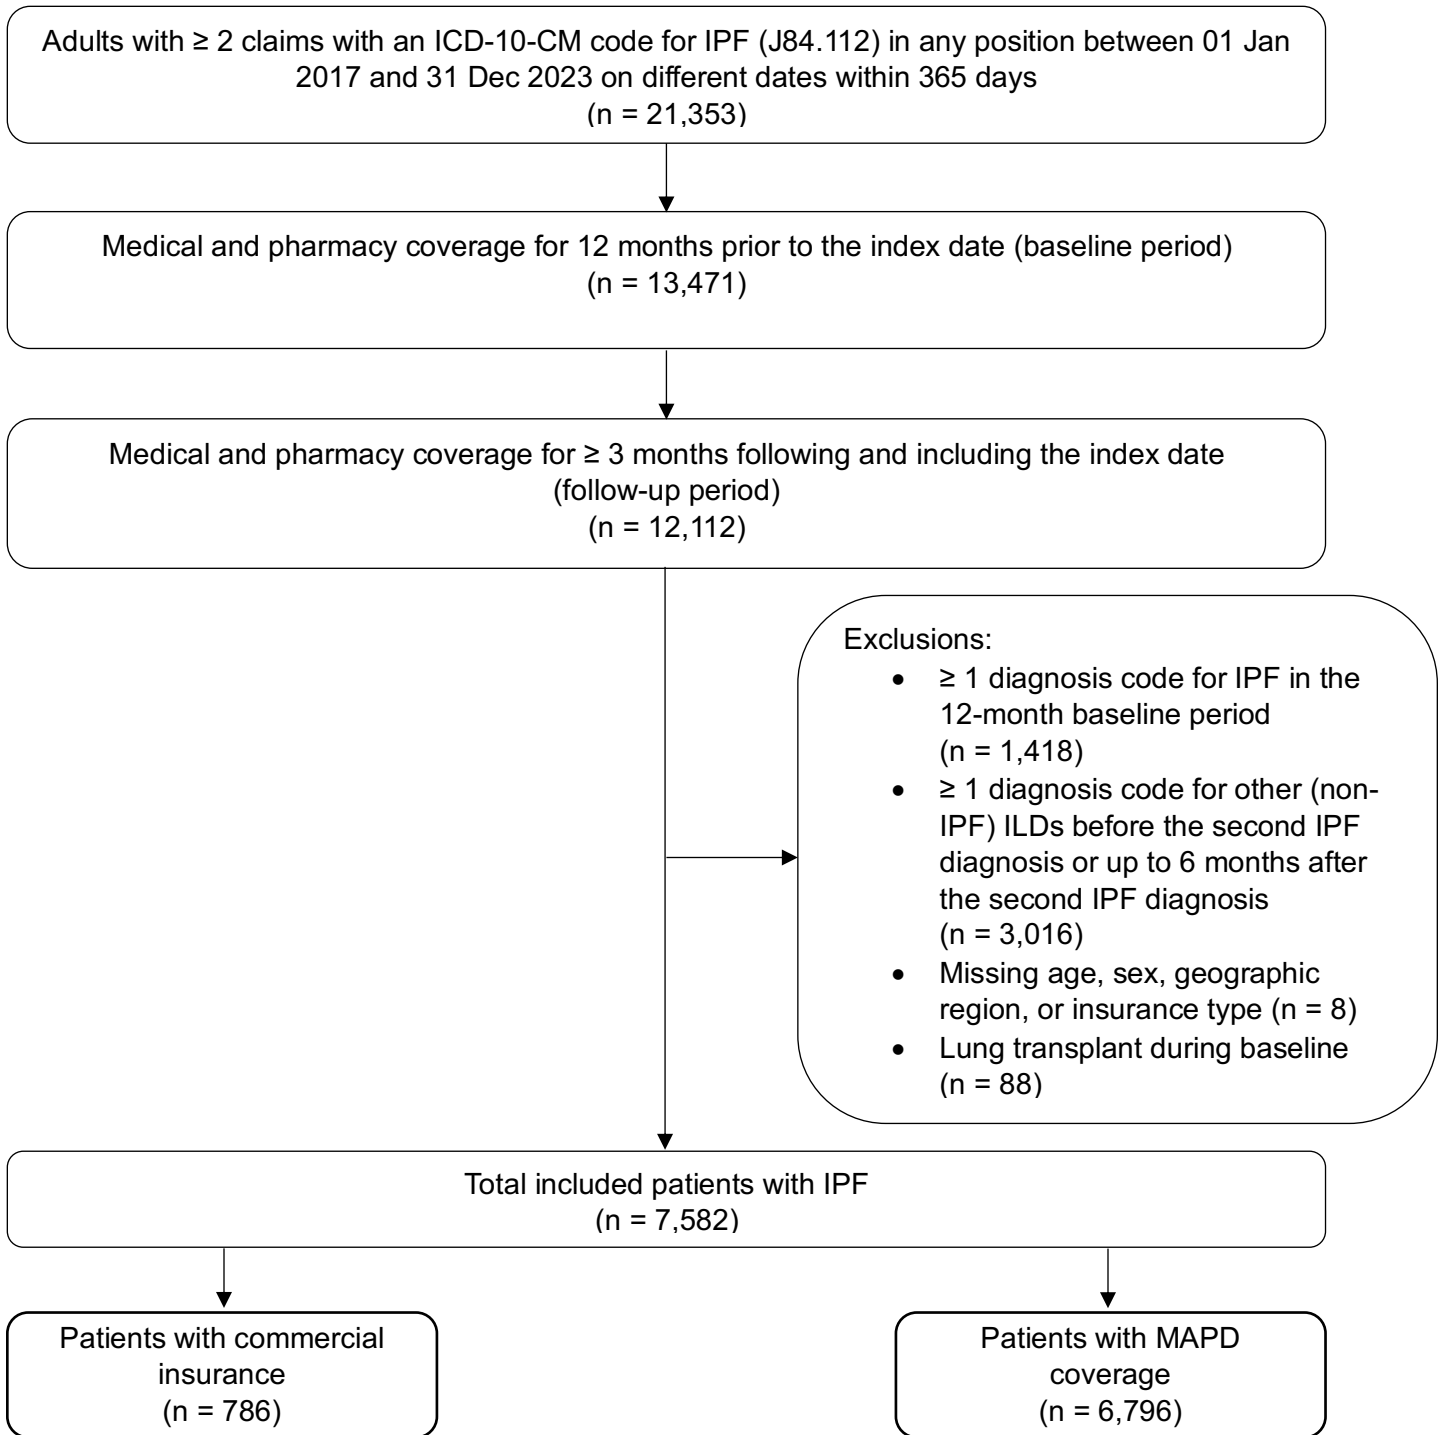 Adults with ≥ 2 claims with an ICD-10-CM code for IPF (J84.112) in any position between 01 Jan
2017 and 31 Dec 2023 on different dates within 365 days
(n = 21,353)
Medical and pharmacy coverage for 12 months prior to the index date (baseline period)
(n = 13,471)
Medical and pharmacy coverage for ≥ 3 months following and including the index date
(follow-up period)
(n = 12,112)
Exclusions:
• ≥ 1 diagnosis code for IPF in the
12-month baseline period
(n = 1,418)
• ≥ 1 diagnosis code for other (non-
IPF) ILDs before the second IPF
diagnosis or up to 6 months after
the second IPF diagnosis
(n = 3,016)
• Missing age, sex, geographic
region, or insurance type (n = 8)
• Lung transplant during baseline
(n = 88)
Total included patients with IPF
(n = 7,582)
Patients with commercial
insurance
(n = 786)
Patients with MAPD
coverage
(n = 6,796)